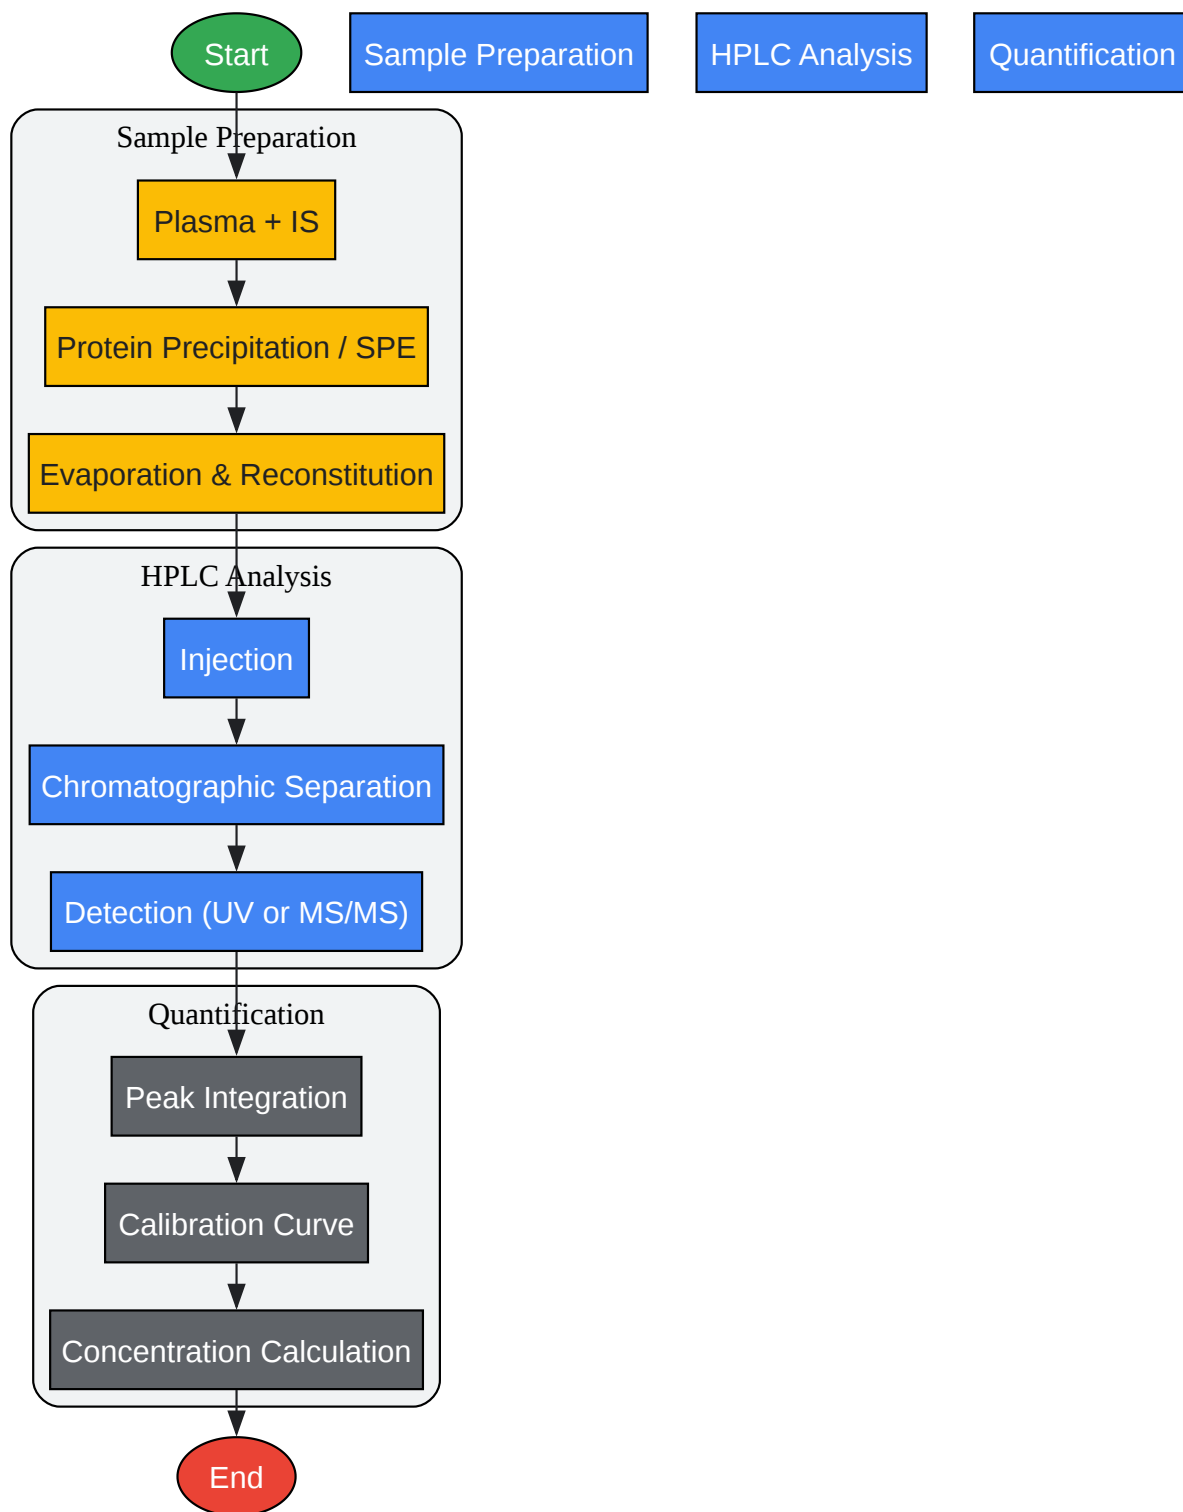 Start
Sample Preparation
HPLC Analysis
Quantification
Sample Preparation
Plasma + IS
Protein Precipitation / SPE
Evaporation & Reconstitution
HPLC Analysis
Injection
Chromatographic Separation
Detection (UV or MS/MS)
Quantification
Peak Integration
Calibration Curve
Concentration Calculation
End